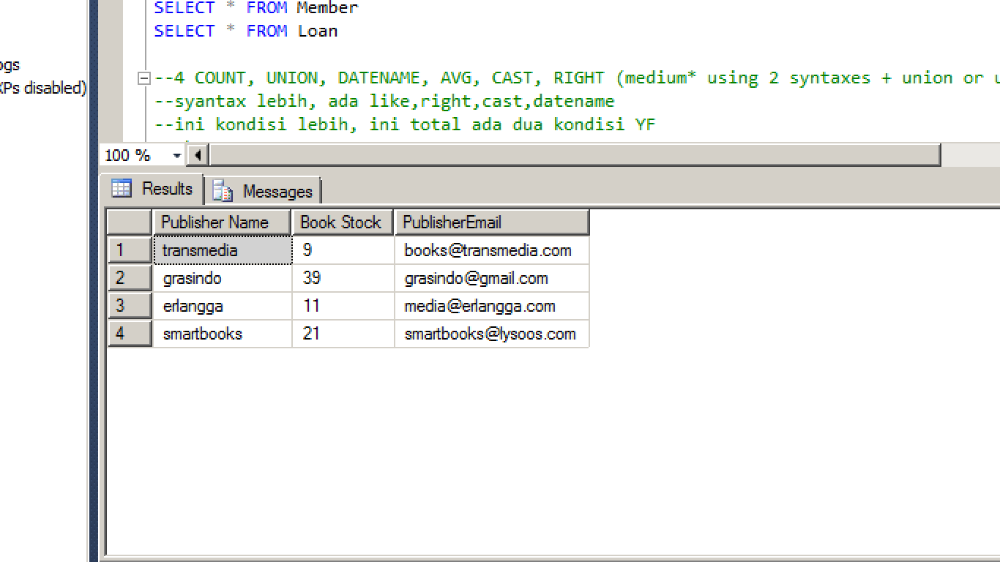 SELECT * FROM Member
SELECT * FROM Loan
ogs
XPs disabled)
--4 COUNT, UNION, DATENAME, AVG, CAST, RIGHT (medium* using 2 syntaxes + union or
--syantax lebih, ada like,right,cast,datename
--ini kondisi lebih, ini total ada dua kondisi YF
100 %
Results Messages
Publisher Name Book Stock PublisherEmail
1 transmedia 9 books@transmedia.com
2 grasindo 39 grasindo@gmail.com
3 erlangga 11 media@erlangga.com
4 smartbooks 21 smartbooks@lysoos.com